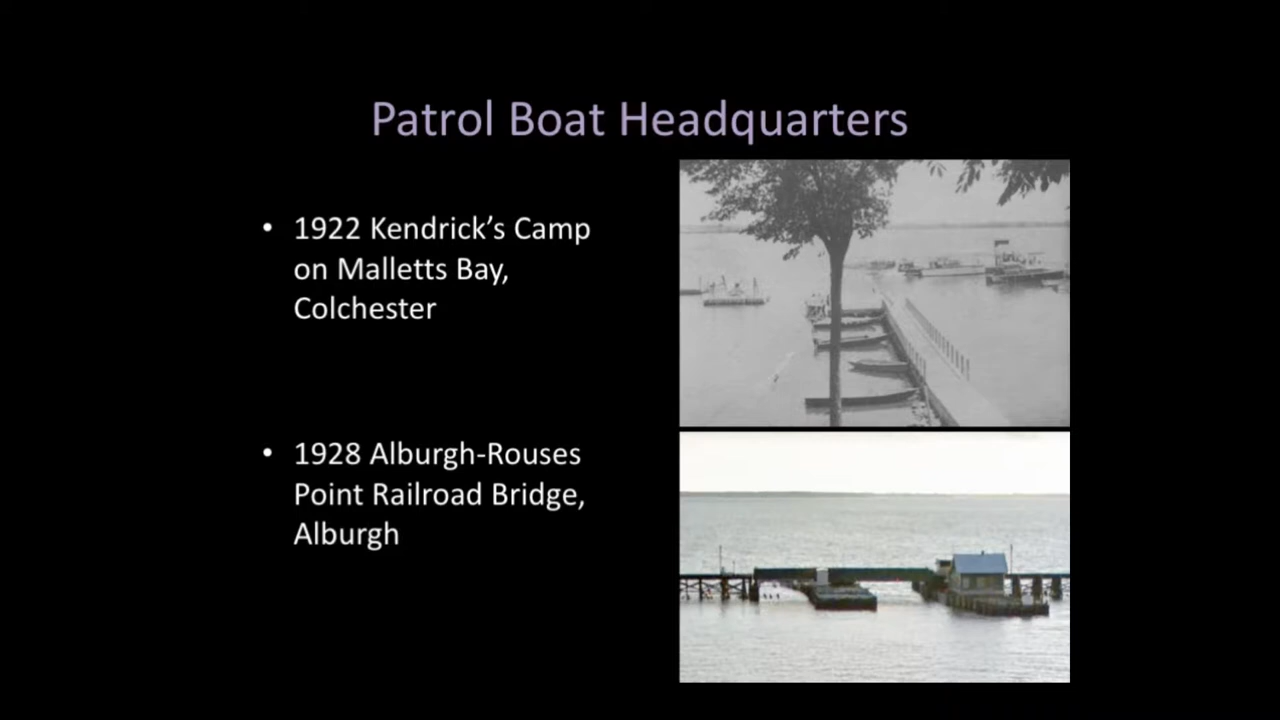 Patrol Boat Headquarters
• 1922 Kendrick’s Camp
on Malletts Bay,
Colchester
• 1928 Alburgh-Rouses
Point Railroad Bridge,
Alburgh